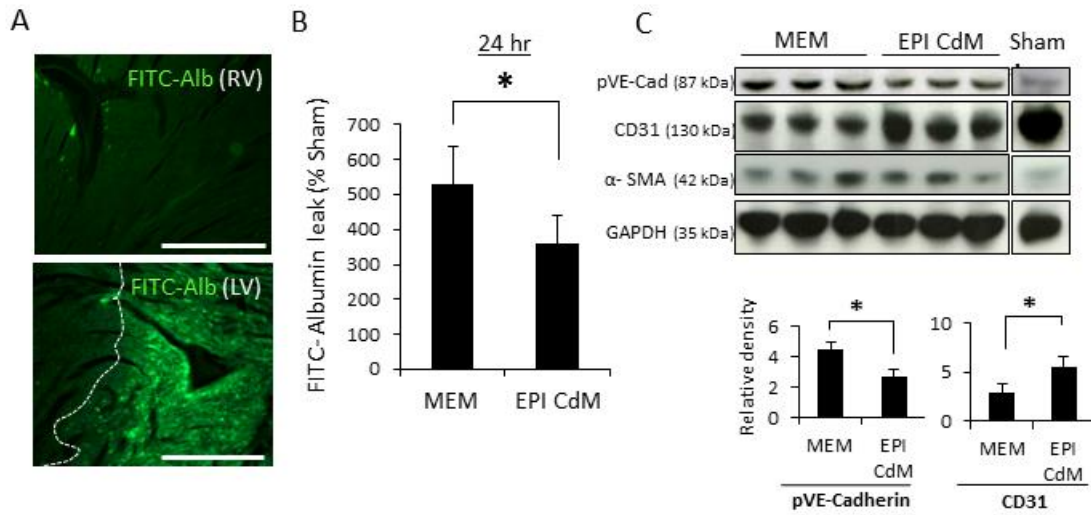 A
FITC-Alb (RV)
FITC-Alb (LV)
B
24 hr
*
FITC- Albumin leak (% Sham)
700
600
500
400
300
200
100
0
MEM
EPI CdM
C
MEM
EPI CdM
Sham
pVE-Cad (87 kDa)
CD31 (130 kDa)
α- SMA (42 kDa)
GAPDH (35 kDa)
Relative density
6
4
2
0
*
MEM
EPI
CdM
pVE-Cadherin
10
5
0
*
MEM
EPI
CdM
CD31